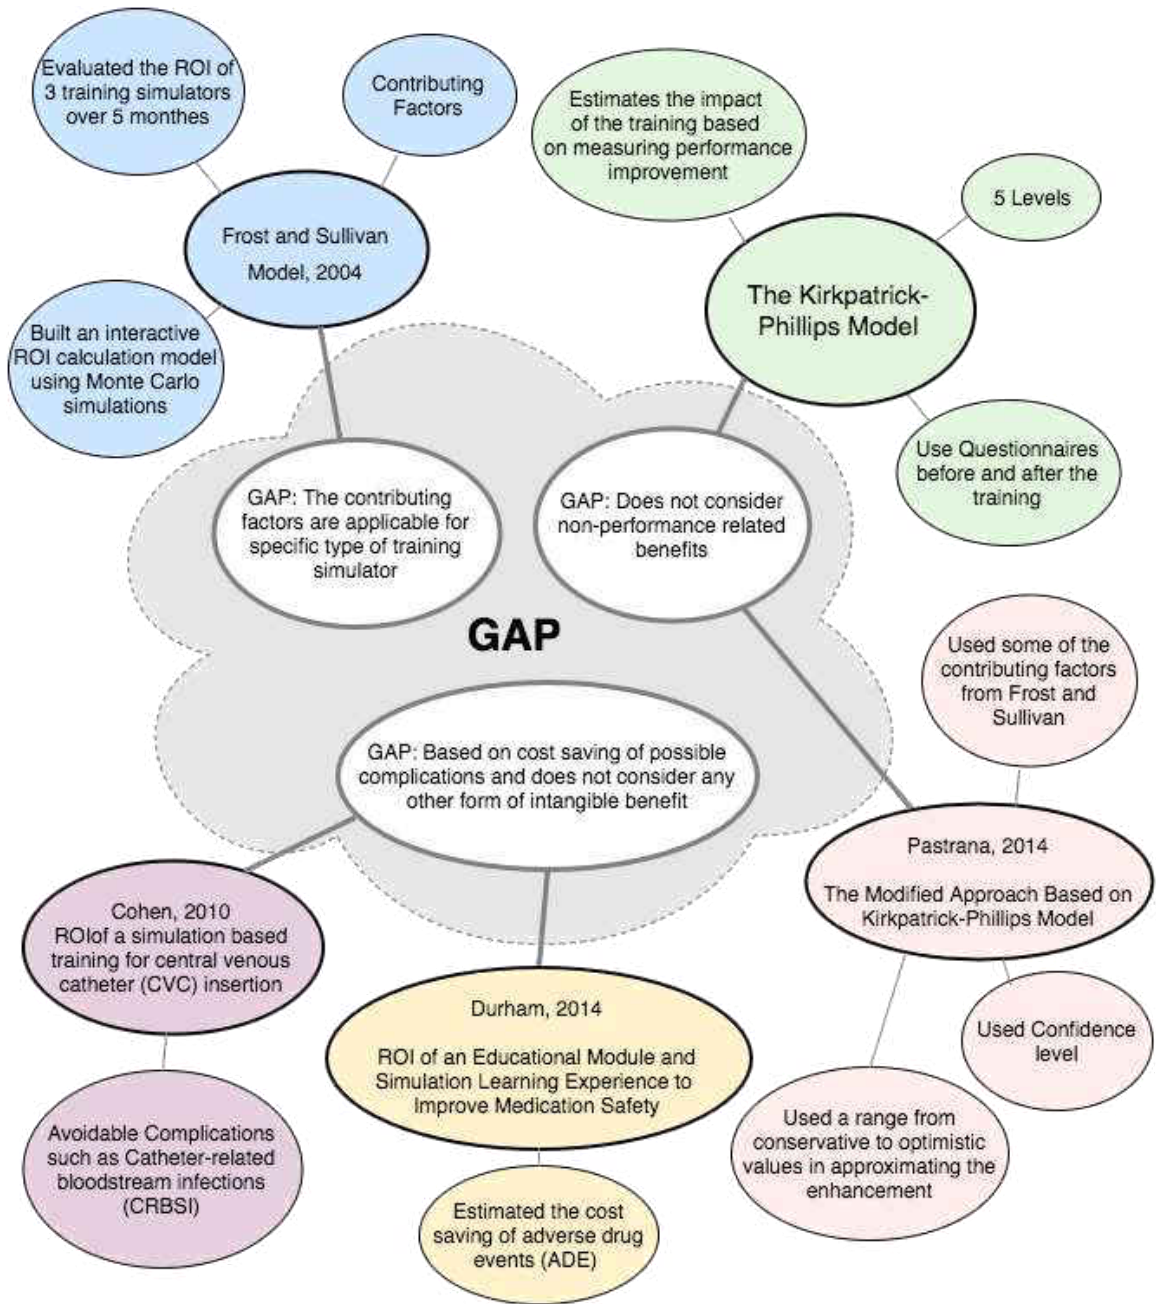 Evaluated the ROI of
3 training simulators
over 5 monthes
Contributing
Factors
Estimates the impact
of the training based
on measuring performance
improvement
5 Levels
Frost and Sullivan
Model, 2004
The Kirkpatrick-
Phillips Model
Built an interactive
ROI calculation model
using Monte Carlo
simulations
Use Questionnaires
before and after the
training
GAP: The contributing
factors are applicable for
specific type of training
simulator
GAP: Does not consider
non-performance related
benefits
GAP
Used some of the
contributing factors
from Frost and
Sullivan
GAP: Based on cost saving of possible
complications and does not consider any
other form of intangible benefit
Pastrana, 2014
The Modified Approach Based on
Kirkpatrick-Phillips Model
Cohen, 2010
ROIof a simulation based
training for central venous
catheter (CVC) insertion
Durham, 2014
ROI of an Educational Module and
Simulation Learning Experience to
Improve Medication Safety
Used Confidence
level
Avoidable Complications
such as Catheter-related
bloodstream infections
(CRBSI)
Used a range from
conservative to optimistic
values in approximating the
enhancement
Estimated the cost
saving of adverse drug
events (ADE)